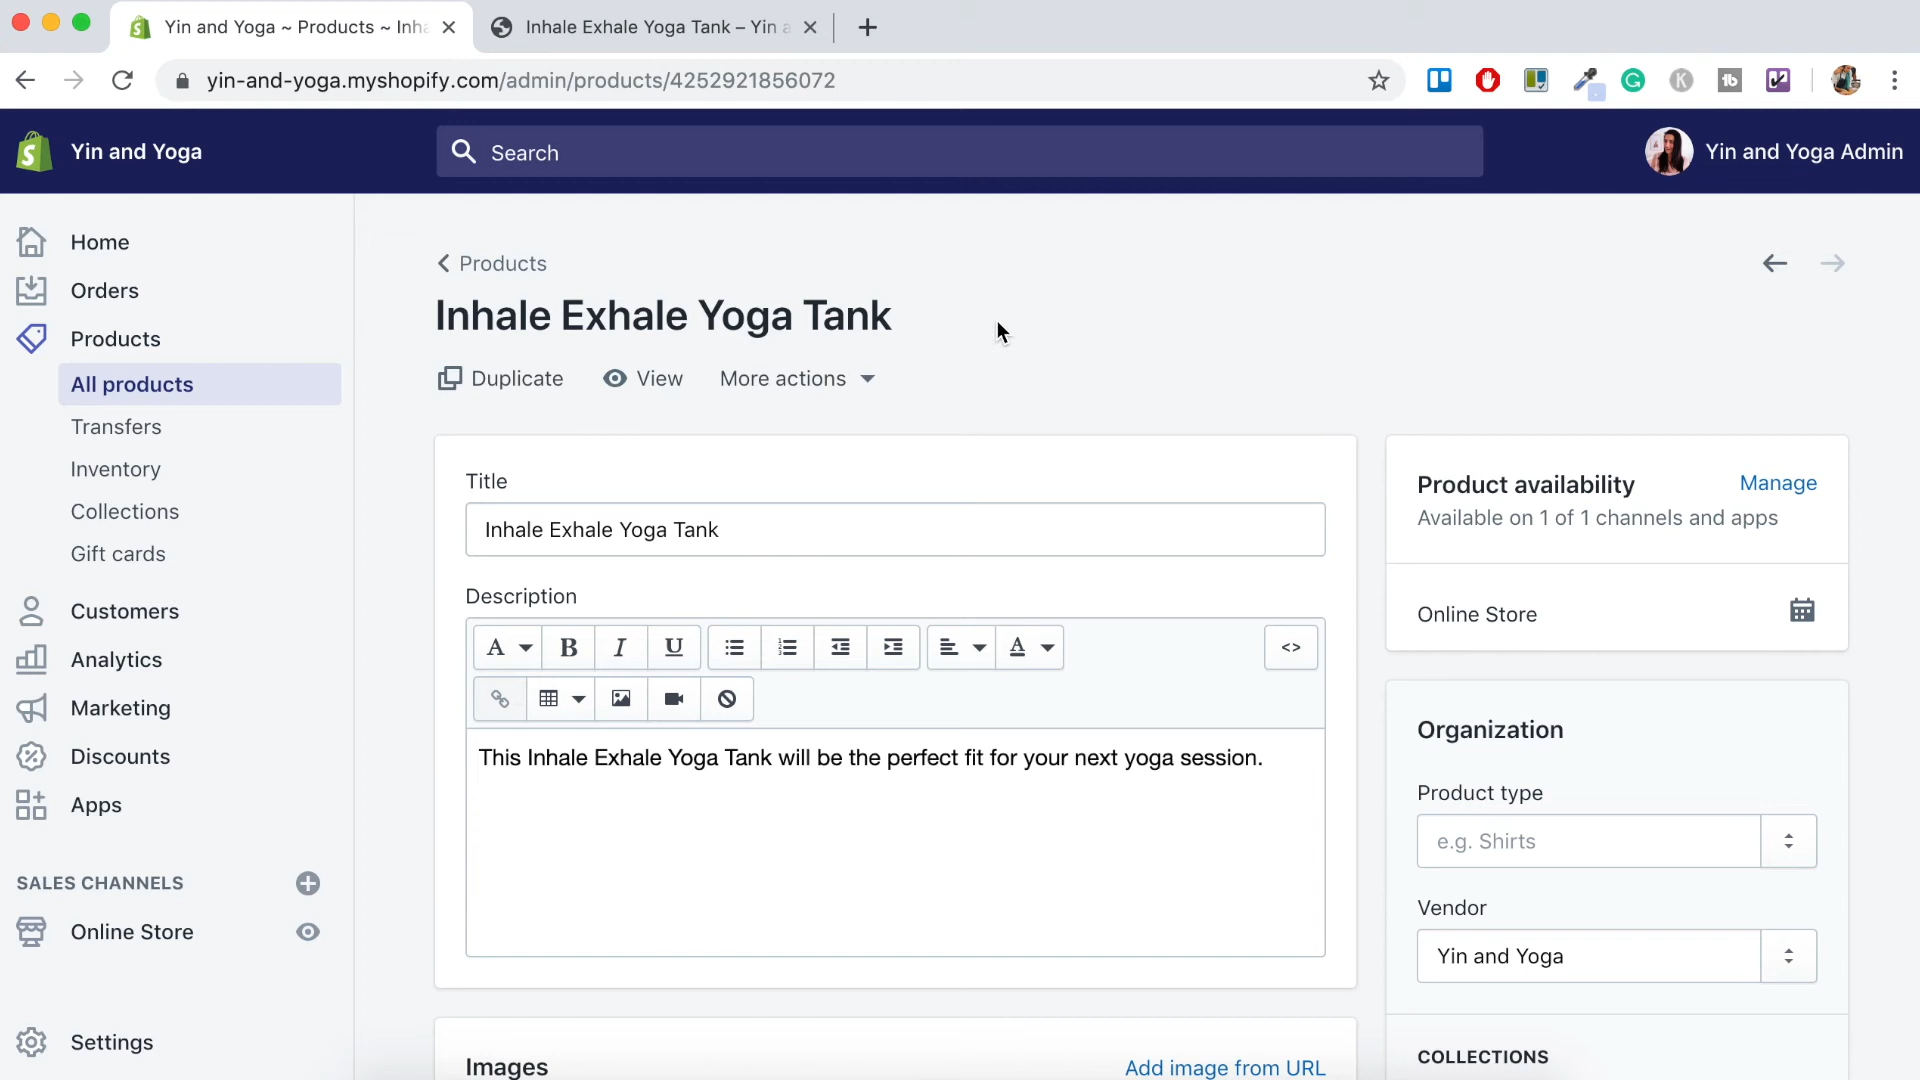 Yin and Yoga ~ Products ~ Inha
Inhale Exhale Yoga Tank – Yin a
yin-and-yoga.myshopify.com/admin/products/4252921856072
Yin and Yoga
Search
Yin and Yoga Admin
Home
Orders
Products
All products
Transfers
Inventory
Collections
Gift cards
Customers
Analytics
Marketing
Discounts
Apps
SALES CHANNELS
Online Store
Settings
Products
Inhale Exhale Yoga Tank
Duplicate
View
More actions
Title
Inhale Exhale Yoga Tank
Description
A B I U A <>
This Inhale Exhale Yoga Tank will be the perfect fit for your next yoga session.
Images
Add image from URL
Product availability
Manage
Available on 1 of 1 channels and apps
Online Store
Organization
Product type
e.g. Shirts
Vendor
Yin and Yoga
COLLECTIONS